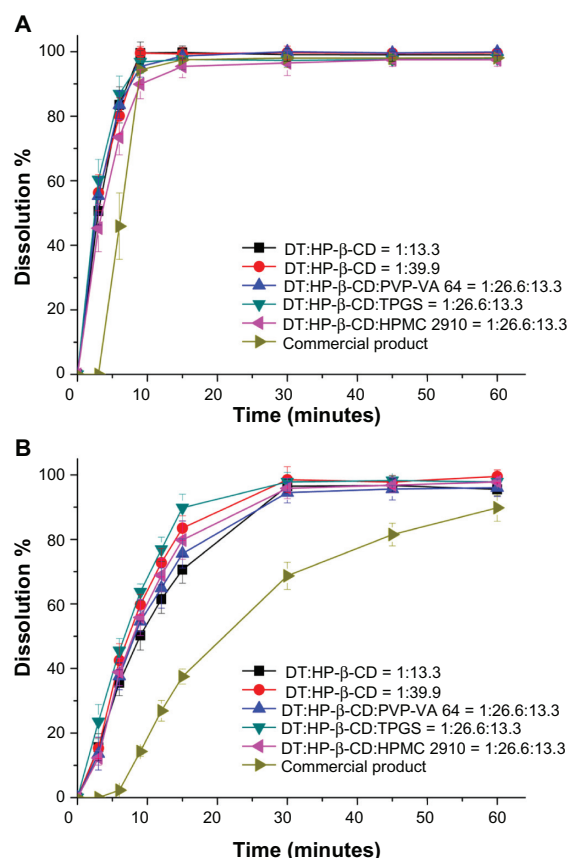 A
Dissolution %
100
80
60
40
20
0
DT:HP-β-CD = 1:13.3
DT:HP-β-CD = 1:39.9
DT:HP-β-CD:PVP-VA 64 = 1:26.6:13.3
DT:HP-β-CD:TPGS = 1:26.6:13.3
DT:HP-β-CD:HPMC 2910 = 1:26.6:13.3
Commercial product
0 10 20 30 40 50 60
Time (minutes)
B
Dissolution %
100
80
60
40
20
0
DT:HP-β-CD = 1:13.3
DT:HP-β-CD = 1:39.9
DT:HP-β-CD:PVP-VA 64 = 1:26.6:13.3
DT:HP-β-CD:TPGS = 1:26.6:13.3
DT:HP-β-CD:HPMC 2910 = 1:26.6:13.3
Commercial product
0 10 20 30 40 50 60
Time (minutes)